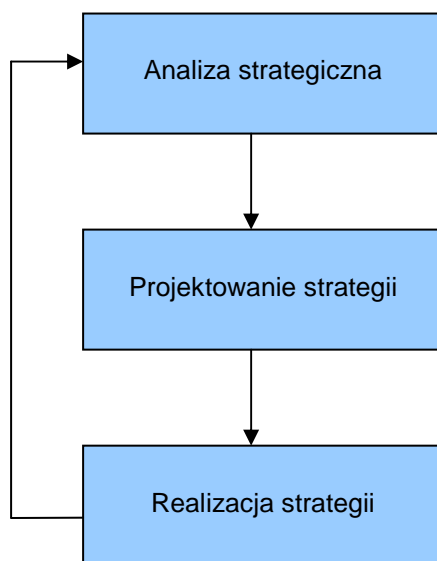 Analiza strategiczna
Projektowanie strategii
Realizacja strategii